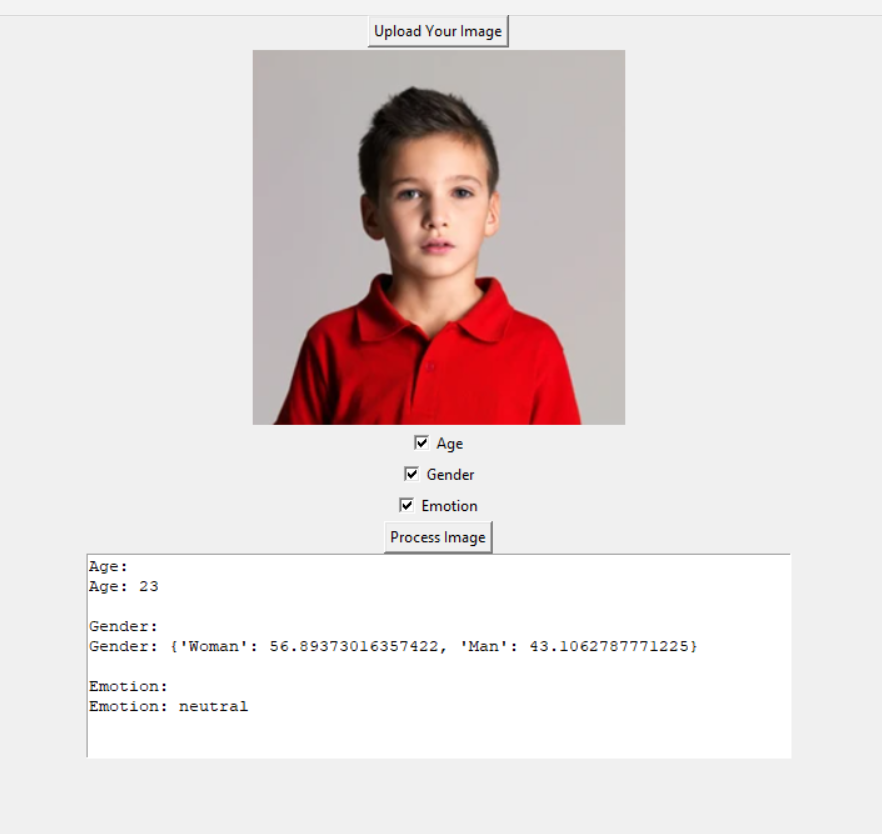 Upload Your Image
Age
Gender
Emotion
Process Image
Age:
Age: 23
Gender:
Gender: {'Woman': 56.89373016357422, 'Man': 43.1062787771225}
Emotion:
Emotion: neutral